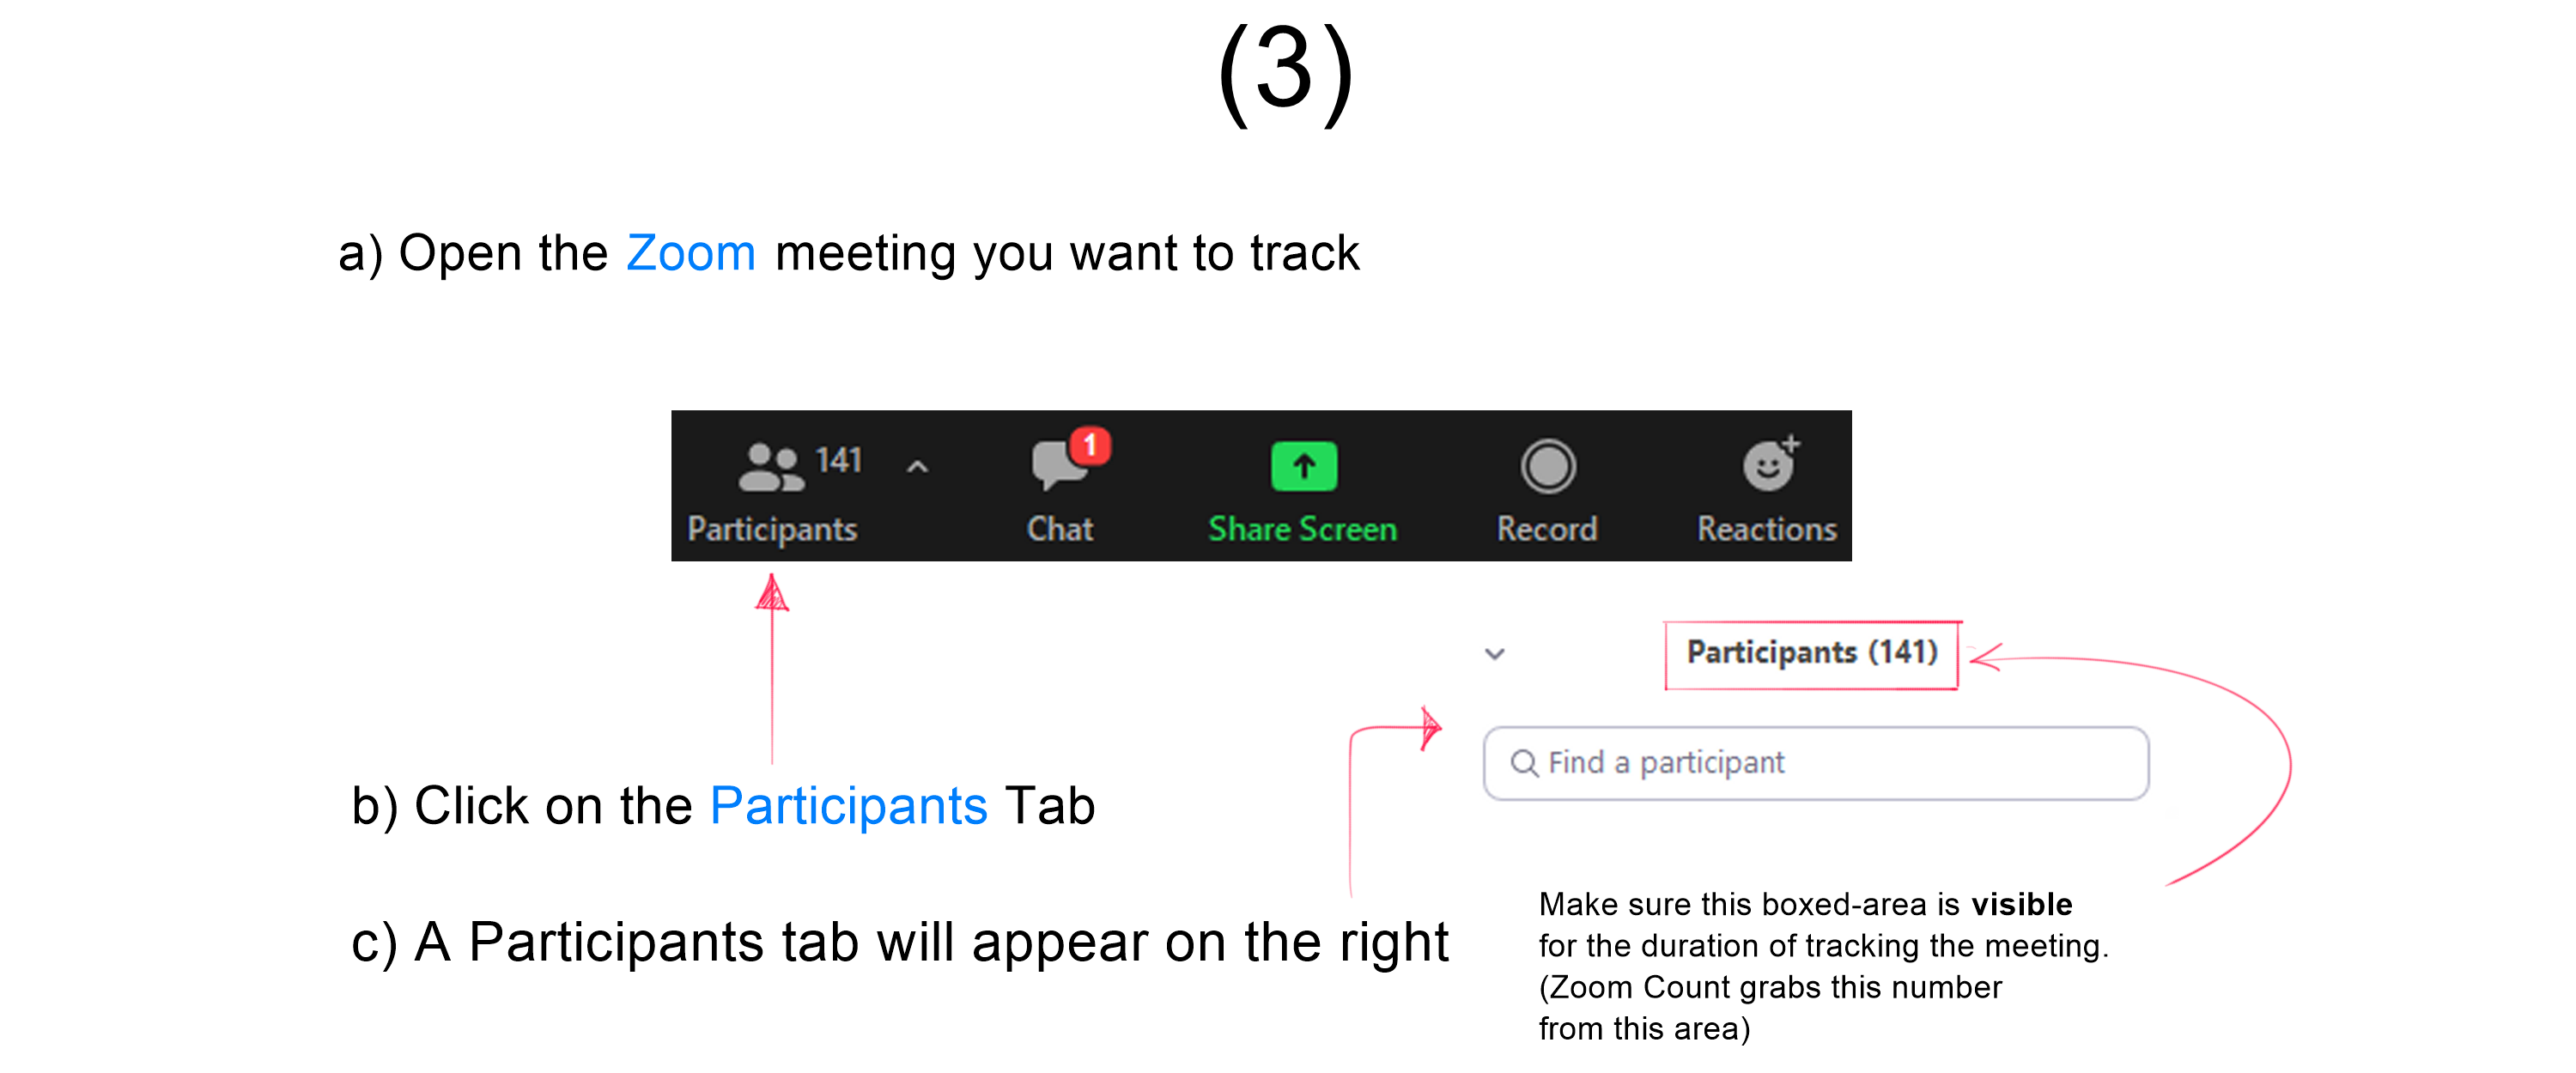 (3)
a) Open the Zoom meeting you want to track
141
1
Participants
Chat
Share Screen
Record
Reactions
Participants (141)
Find a participant
b) Click on the Participants Tab
c) A Participants tab will appear on the right
Make sure this boxed-area is visible
for the duration of tracking the meeting.
(Zoom Count grabs this number
from this area)